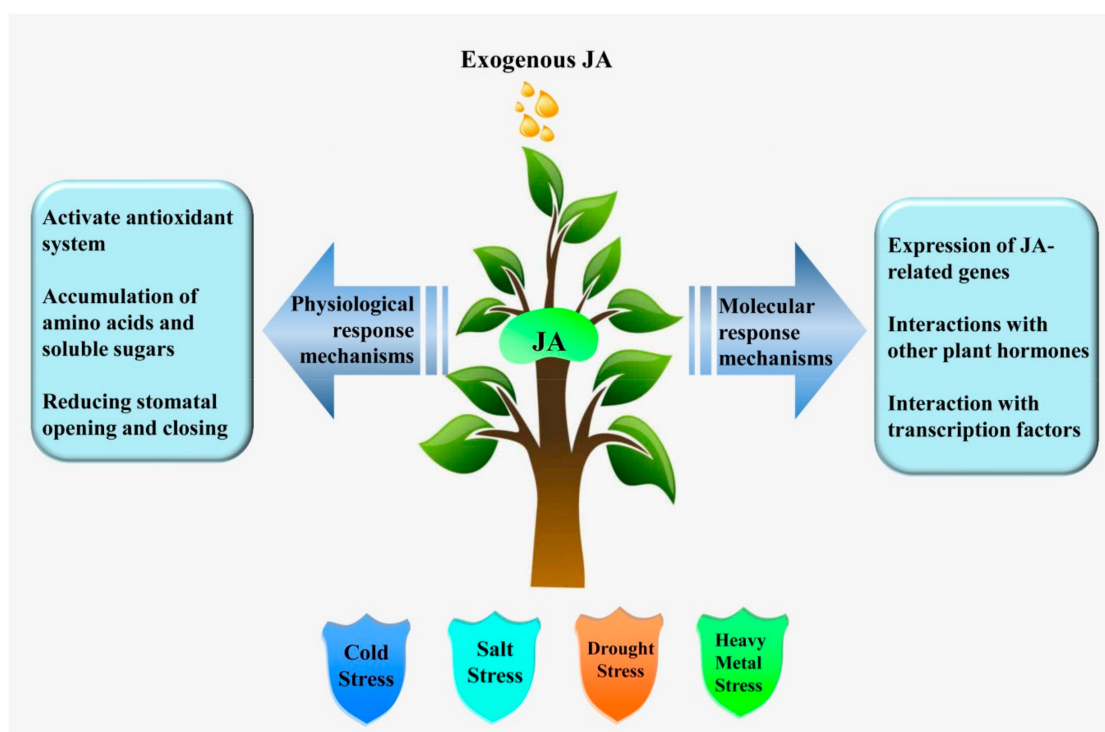 Exogenous JA
Activate antioxidant
system
Accumulation of
amino acids and
soluble sugars
Reducing stomatal
opening and closing
Physiological
response
mechanisms
JA
Molecular
response
mechanisms
Expression of JA-
related genes
Interactions with
other plant hormones
Interaction with
transcription factors
Cold
Stress
Salt
Stress
Drought
Stress
Heavy
Metal
Stress